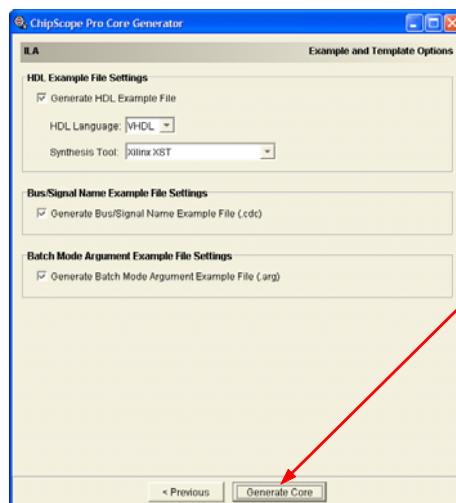 ChipScope Pro Core Generator
ILA
Example and Template Options
HDL Example File Settings
Generate HDL Example File
HDL Language: VHDL
Synthesis Tool: Xilinx XST
Bus/Signal Name Example File Settings
Generate Bus/Signal Name Example File (.cdc)
Batch Mode Argument Example File Settings
Generate Batch Mode Argument Example File (.arg)
< Previous
Generate Core